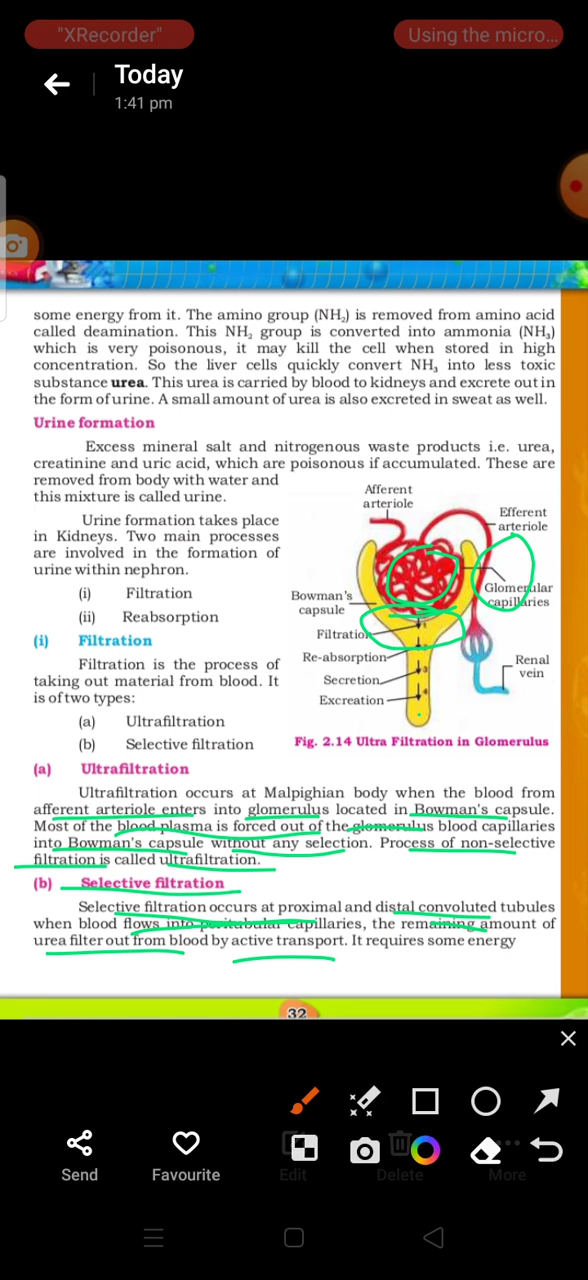 "XRecorder"
Using the micro...
Today
1:41 pm
some energy from it. The amino group (NH₂) is removed from amino acid
called deamination. This NH₂ group is converted into ammonia (NH₃)
which is very poisonous, it may kill the cell when stored in high
concentration. So the liver cells quickly convert NH₃ into less toxic
substance urea. This urea is carried by blood to kidneys and excrete out in
the form of urine. A small amount of urea is also excreted in sweat as well.
Urine formation
Excess mineral salt and nitrogenous waste products i.e. urea,
creatinine and uric acid, which are poisonous if accumulated. These are
removed from body with water and
this mixture is called urine.
Urine formation takes place
in Kidneys. Two main processes
are involved in the formation of
urine within nephron.
(i) Filtration
(ii) Reabsorption
(i) Filtration
Filtration is the process of
taking out material from blood. It
is of two types:
(a) Ultrafiltration
(b) Selective filtration
Afferent
arteriole
Efferent
arteriole
Bowman's
capsule
Glomerular
capillaries
Filtration
Re-absorption
Secretion
Excreation
Renal
vein
1
2
3
4
Fig. 2.14 Ultra Filtration in Glomerulus
(a) Ultrafiltration
Ultrafiltration occurs at Malpighian body when the blood from
afferent arteriole enters into glomerulus located in Bowman's capsule.
Most of the blood plasma is forced out of the glomerulus blood capillaries
into Bowman's capsule without any selection. Process of non-selective
filtration is called ultrafiltration.
(b) Selective filtration
Selective filtration occurs at proximal and distal convoluted tubules
when blood flows into peritubular capillaries, the remaining amount of
urea filter out from blood by active transport. It requires some energy
32
Send
Favourite
Edit
Delete
More